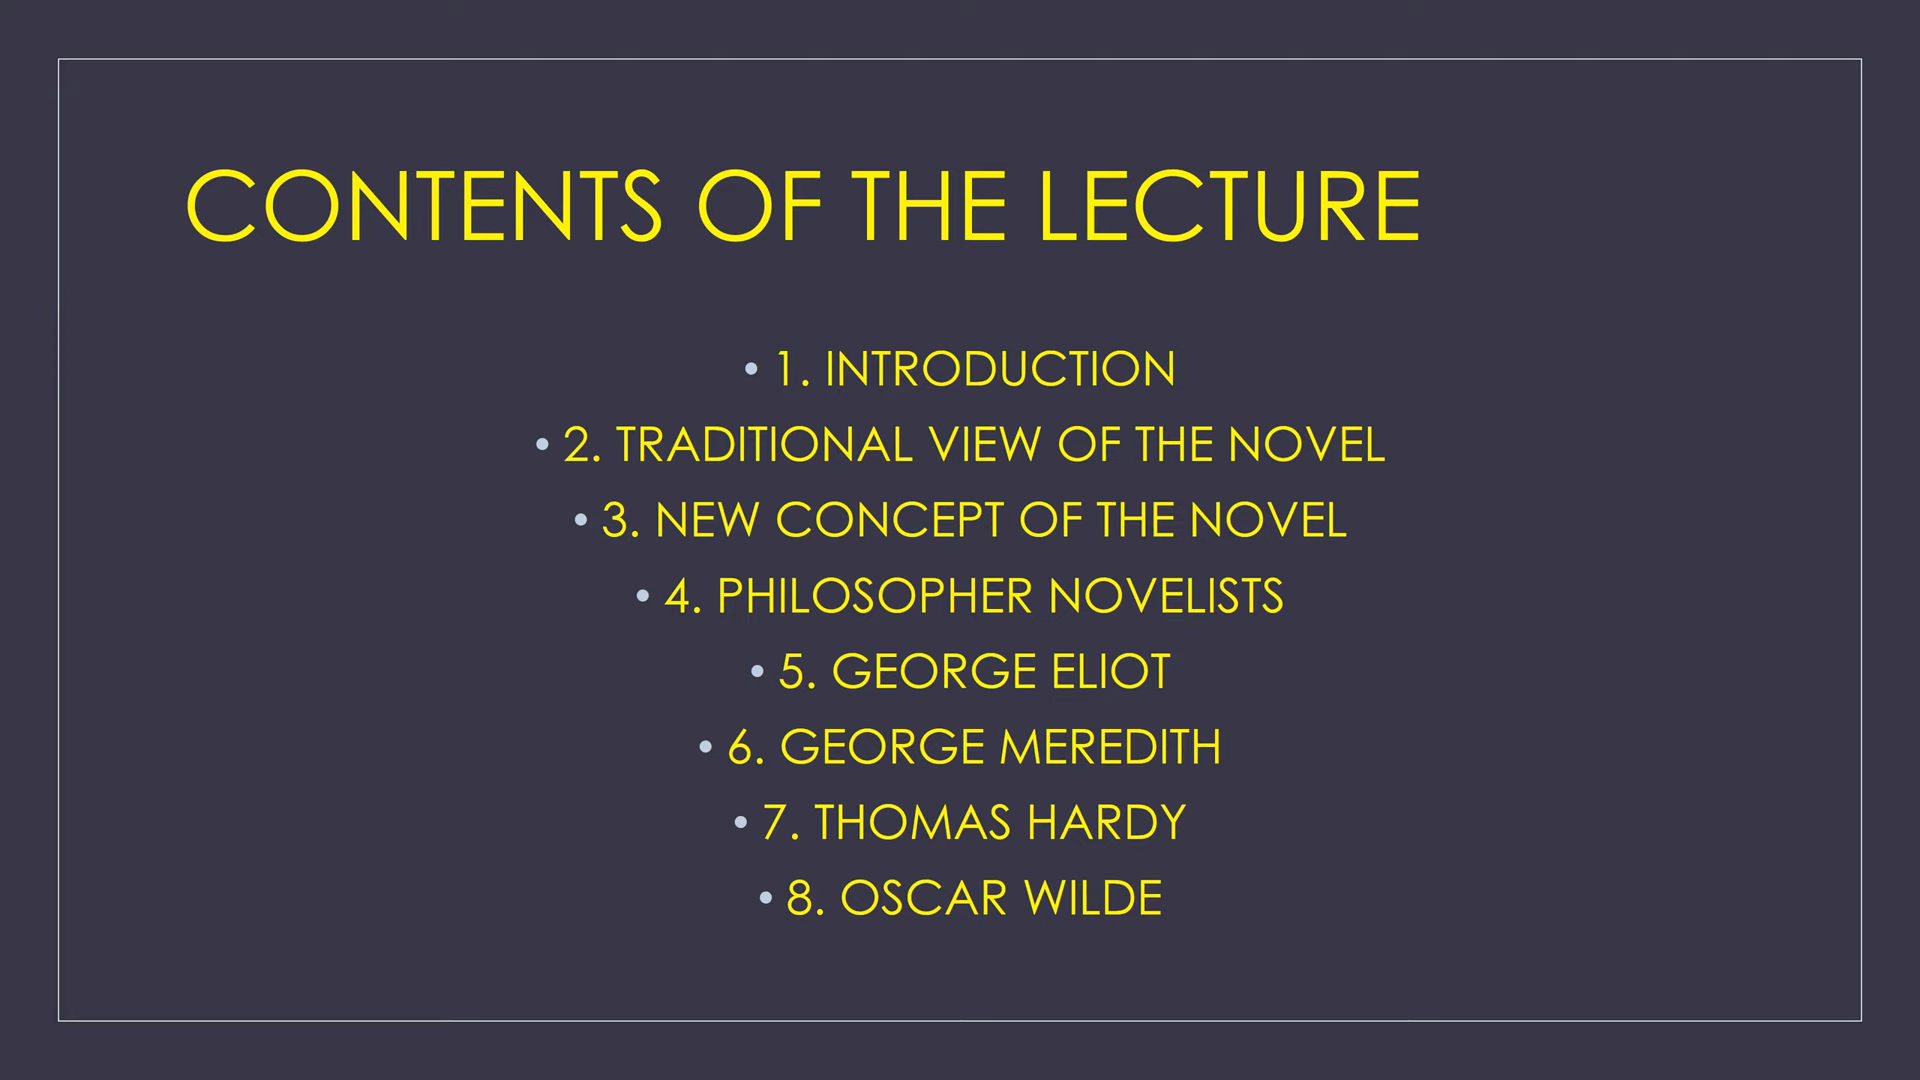 CONTENTS OF THE LECTURE
• 1. INTRODUCTION
• 2. TRADITIONAL VIEW OF THE NOVEL
• 3. NEW CONCEPT OF THE NOVEL
• 4. PHILOSOPHER NOVELISTS
• 5. GEORGE ELIOT
• 6. GEORGE MEREDITH
• 7. THOMAS HARDY
• 8. OSCAR WILDE